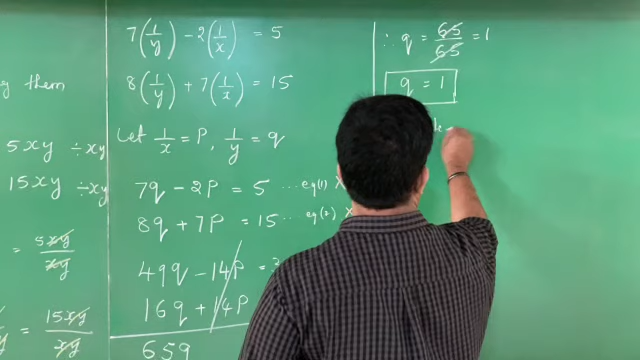 ng them
5xy ÷xy
15xy ÷xy
= 5xy/xy
= 15xy/xy
7(1/y) - 2(1/x) = 5
8(1/y) + 7(1/x) = 15
Let 1/x = P, 1/y = q
7q - 2P = 5 ...eq(1) X
8q + 7P = 15 ...eq(2) X
49q - 14P = 3
16q + 14P
65q
∴ q = 65/65 = 1
q = 1